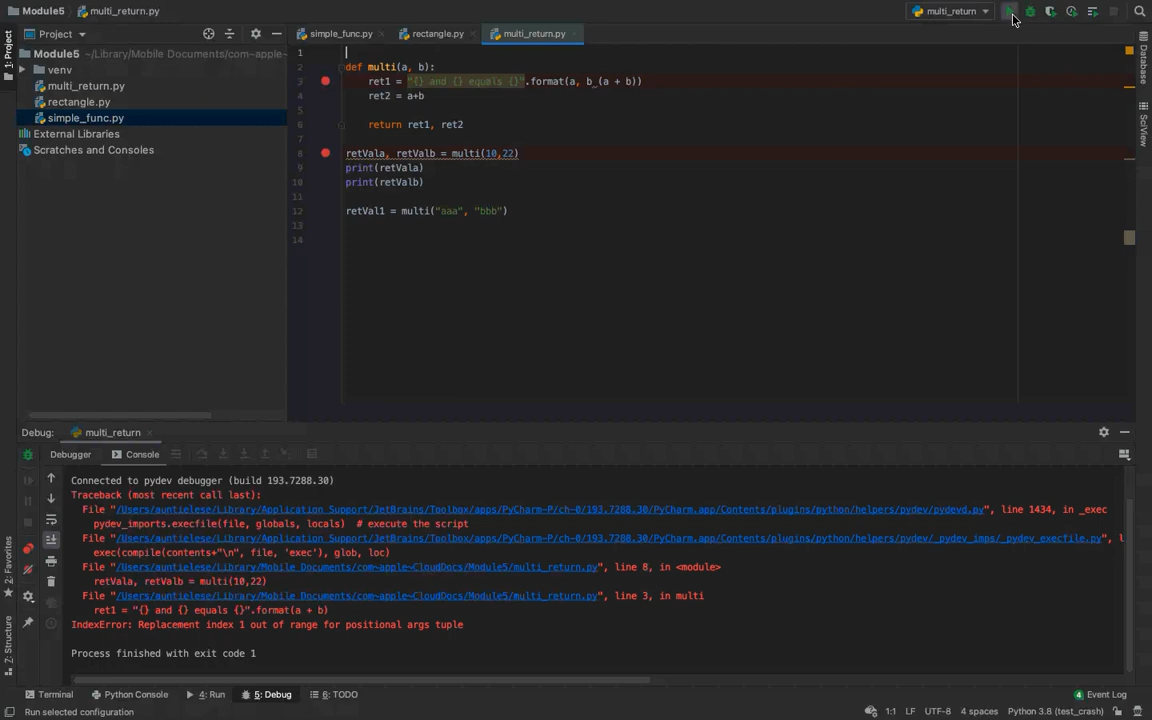 Module5 multi_return.py
multi_return
1: Project
Project
simple_func.py
rectangle.py
multi_return.py
Database
SciView
Module5 ~/Library/Mobile Documents/com~apple~
venv
multi_return.py
rectangle.py
simple_func.py
External Libraries
Scratches and Consoles
1
2 def multi(a, b):
3 ret1 = "{} and {} equals {}".format(a, b (a + b))
4 ret2 = a+b
5
6 return ret1, ret2
7
8 retVala, retValb = multi(10,22)
9 print(retVala)
10 print(retValb)
11
12 retVal1 = multi("aaa", "bbb")
13
14
Debug: multi_return
Debugger Console
Connected to pydev debugger (build 193.7288.30)
Traceback (most recent call last):
File "/Users/auntielese/Library/Application Support/JetBrains/Toolbox/apps/PyCharm-P/ch-0/193.7288.30/PyCharm.app/Contents/plugins/python/helpers/pydev/pydevd.py", line 1434, in _exec
pydev_imports.execfile(file, globals, locals) # execute the script
File "/Users/auntielese/Library/Application Support/JetBrains/Toolbox/apps/PyCharm-P/ch-0/193.7288.30/PyCharm.app/Contents/plugins/python/helpers/pydev/_pydev_imps/_pydev_execfile.py", l
exec(compile(contents+"\n", file, 'exec'), glob, loc)
File "/Users/auntielese/Library/Mobile Documents/com~apple~CloudDocs/Module5/multi_return.py", line 8, in <module>
retVala, retValb = multi(10,22)
File "/Users/auntielese/Library/Mobile Documents/com~apple~CloudDocs/Module5/multi_return.py", line 3, in multi
ret1 = "{} and {} equals {}".format(a + b)
IndexError: Replacement index 1 out of range for positional args tuple
Process finished with exit code 1
2: Favorites
Z: Structure
Terminal Python Console 4: Run 5: Debug 6: TODO
4 Event Log
Run selected configuration
1:1 LF UTF-8 4 spaces Python 3.8 (test_crash)